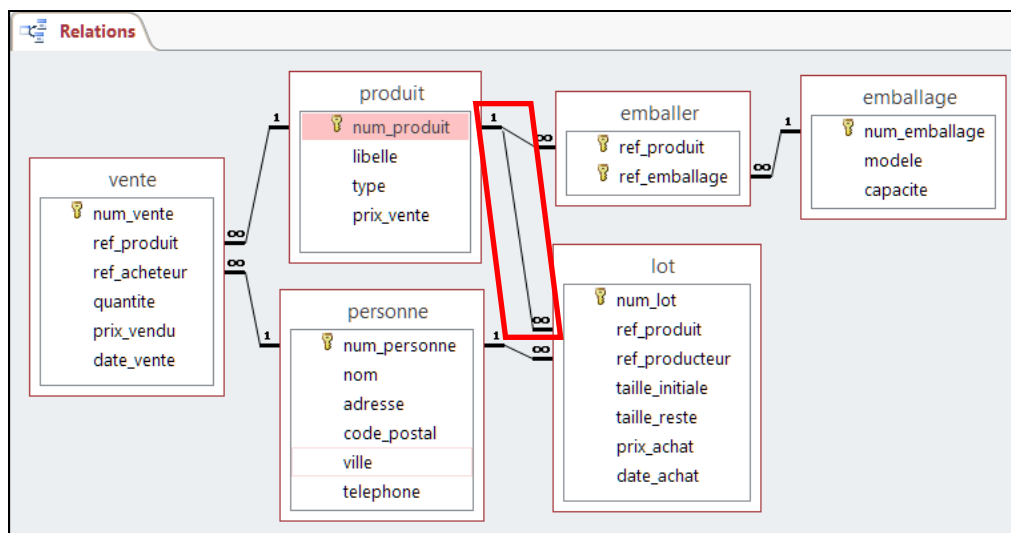 Relations
produit
num_produit
libelle
type
prix_vente
emballer
ref_produit
ref_emballage
emballage
num_emballage
modele
capacite
vente
num_vente
ref_produit
ref_acheteur
quantite
prix_vendu
date_vente
personne
num_personne
nom
adresse
code_postal
ville
telephone
lot
num_lot
ref_produit
ref_producteur
taille_initiale
taille_reste
prix_achat
date_achat
1
∞
1
∞
1
∞
1
∞
∞
1
∞